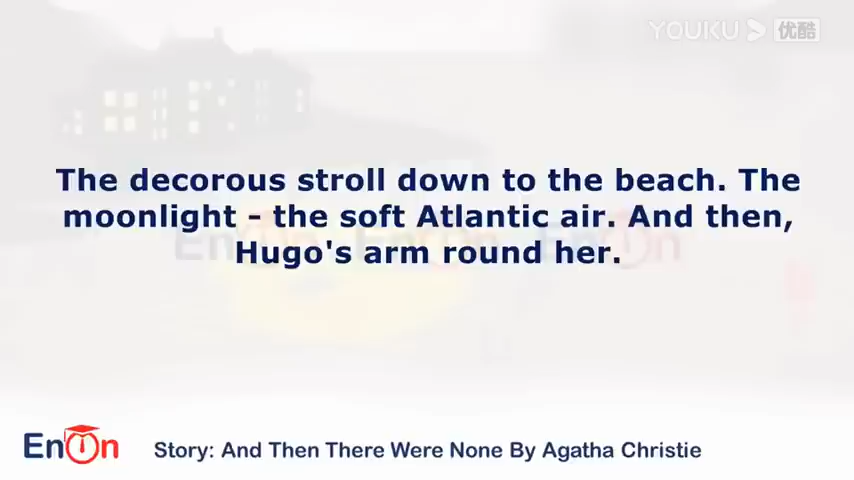 YOUKU 优酷
The decorous stroll down to the beach. The
moonlight - the soft Atlantic air. And then,
Hugo's arm round her.
EnOn
Story: And Then There Were None By Agatha Christie